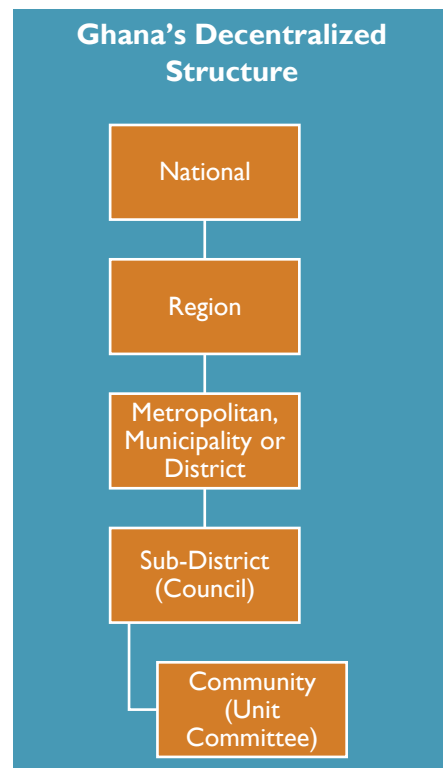 Ghana’s Decentralized
Structure
National
Region
Metropolitan,
Municipality or
District
Sub-District
(Council)
Community
(Unit
Committee)